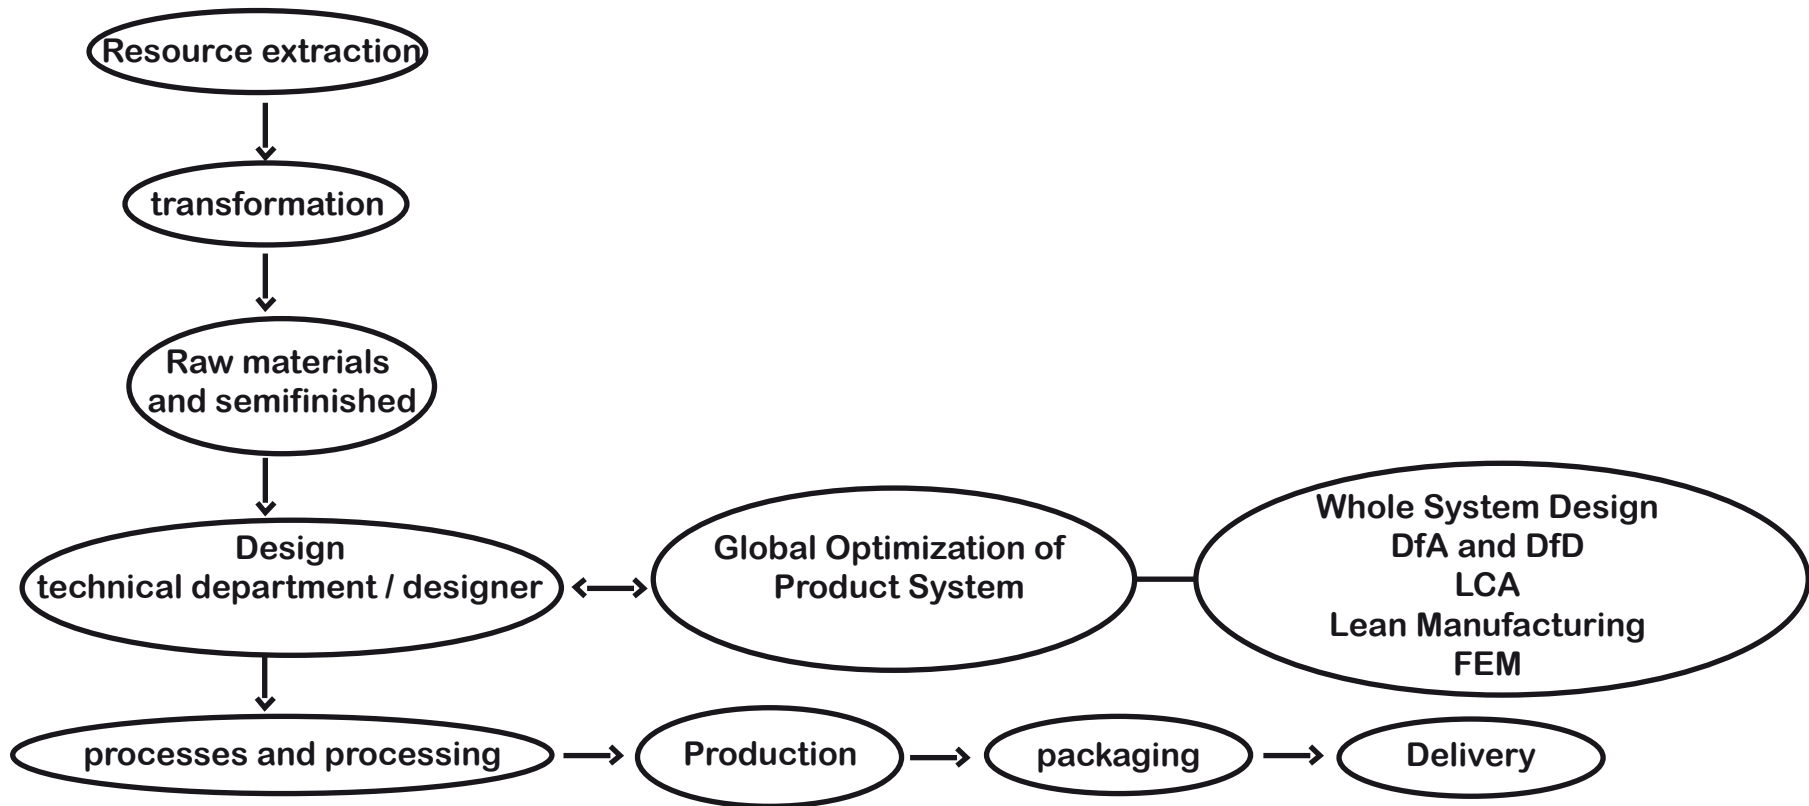 Resource extraction
transformation
Raw materials
and semifinished
Design
technical department / designer
Global Optimization of
Product System
Whole System Design
DfA and DfD
LCA
Lean Manufacturing
FEM
processes and processing
Production
packaging
Delivery